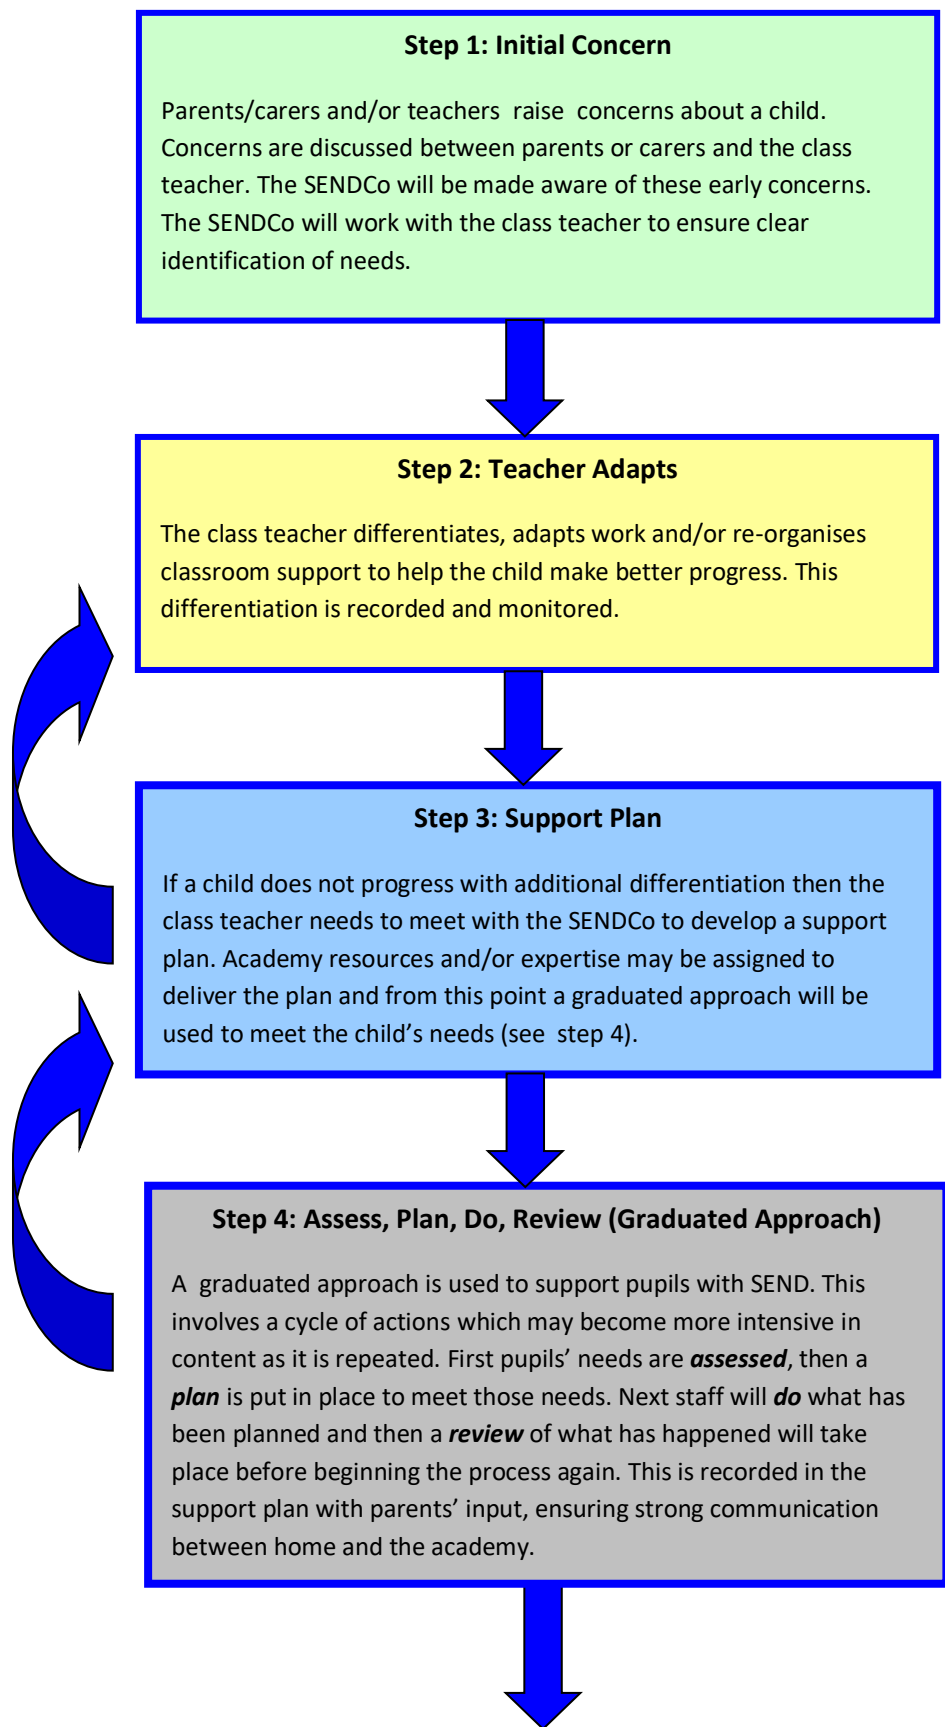 Step 1: Initial Concern
Parents/carers and/or teachers  raise  concerns about a child.
Concerns are discussed between parents or carers and the class
teacher. The SENDCo will be made aware of these early concerns.
The SENDCo will work with the class teacher to ensure clear
identification of needs.
Step 2: Teacher Adapts
The class teacher differentiates, adapts work and/or re-organises
classroom support to help the child make better progress. This
differentiation is recorded and monitored.
Step 3: Support Plan
If a child does not progress with additional differentiation then the
class teacher needs to meet with the SENDCo to develop a support
plan. Academy resources and/or expertise may be assigned to
deliver the plan and from this point a graduated approach will be
used to meet the child’s needs (see  step 4).
Step 4: Assess, Plan, Do, Review (Graduated Approach)
A  graduated approach is used to support pupils with SEND. This
involves a cycle of actions which may become more intensive in
content as it is repeated. First pupils’ needs are assessed, then a
plan is put in place to meet those needs. Next staff will do what has
been planned and then a review of what has happened will take
place before beginning the process again. This is recorded in the
support plan with parents’ input, ensuring strong communication
between home and the academy.